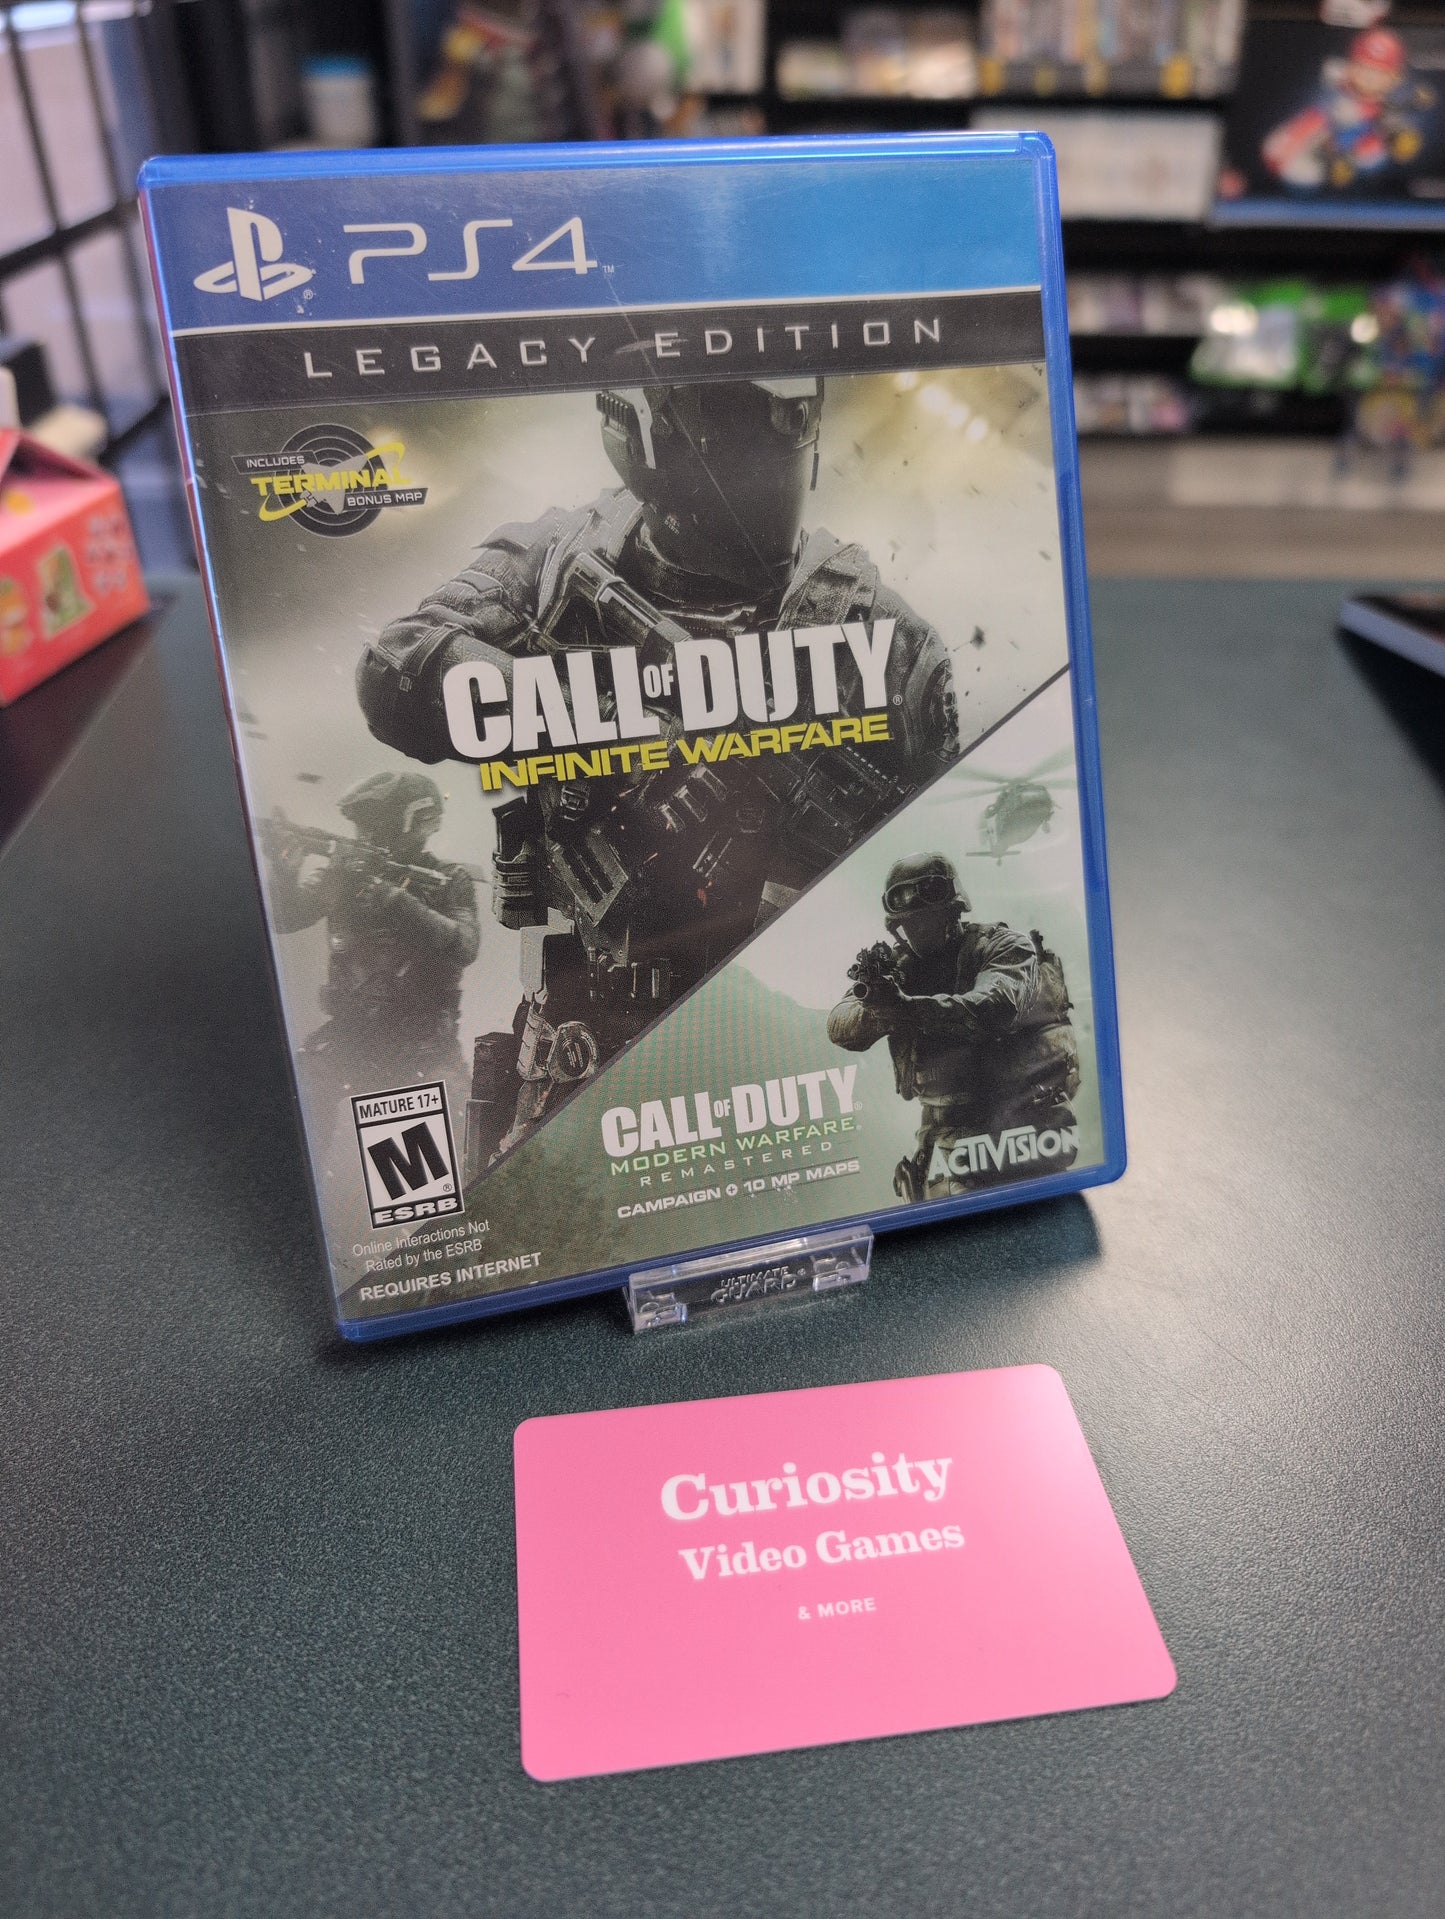 PS4™
LEGACY EDITION
INCLUDES
TERMINAL
BONUS MAP
CALL OF DUTY®
INFINITE WARFARE
CALL OF DUTY®
MODERN WARFARE®
REMASTERED
CAMPAIGN + 10 MP MAPS
ACTIVISION
MATURE 17+
M
ESRB
Online Interactions Not
Rated by the ESRB
REQUIRES INTERNET
ULTIMATE
GUARD®
Curiosity
Video Games
& MORE